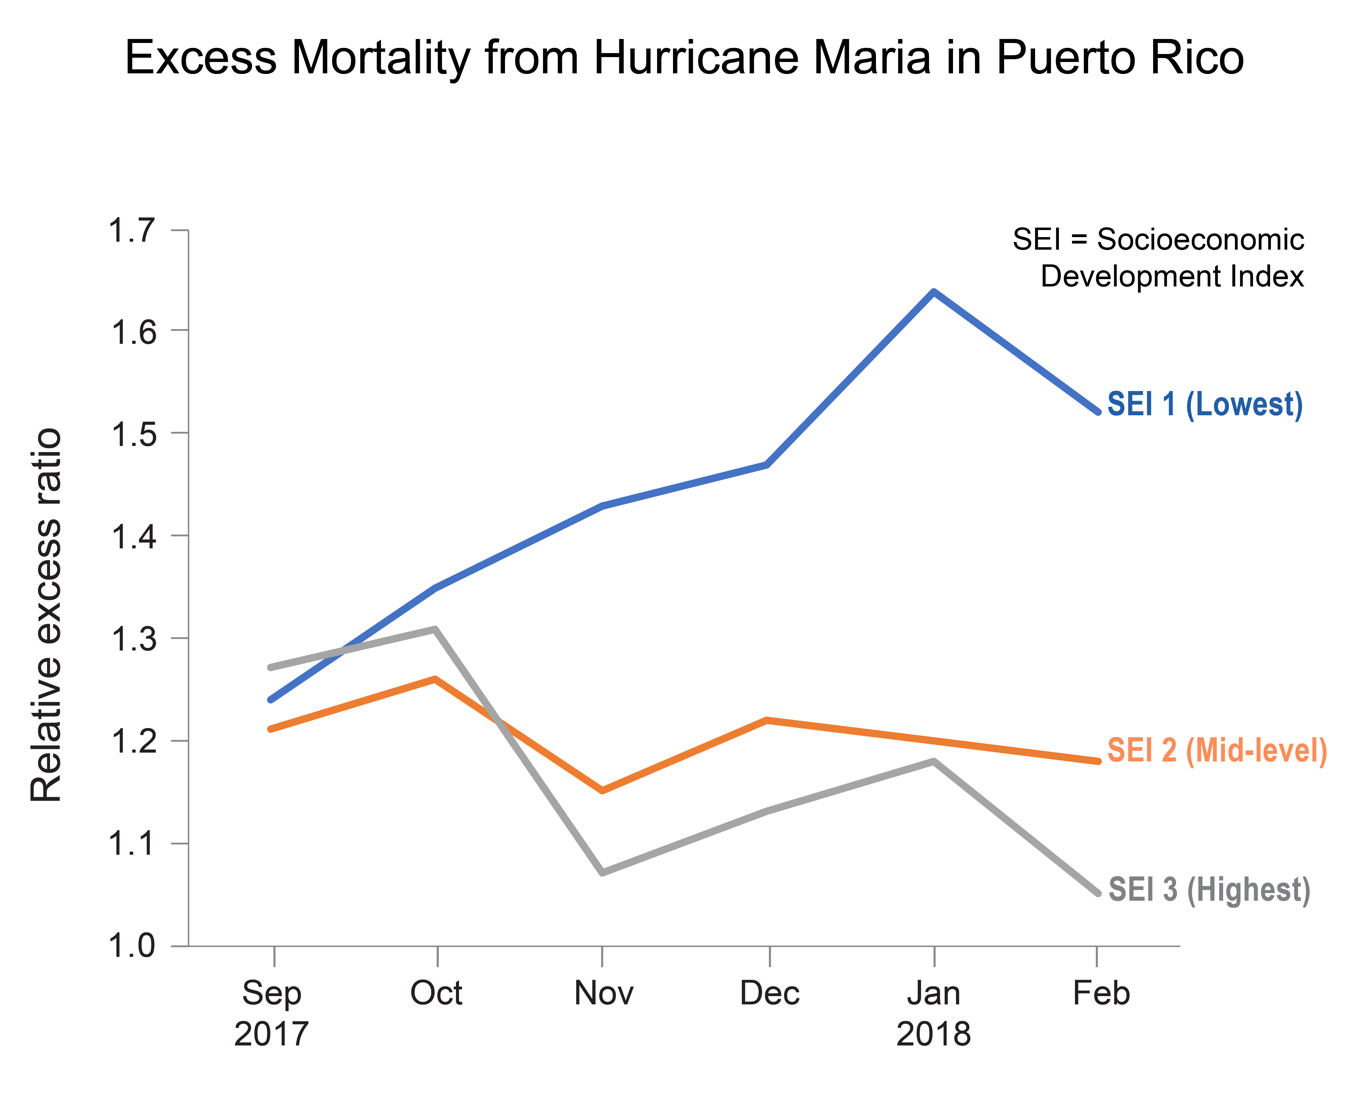 Excess Mortality from Hurricane Maria in Puerto Rico
SEI = Socioeconomic
Development Index
Relative excess ratio
1.7
1.6
1.5
1.4
1.3
1.2
1.1
1.0
SEI 1 (Lowest)
SEI 2 (Mid-level)
SEI 3 (Highest)
Sep Oct Nov Dec Jan Feb
2017 2018